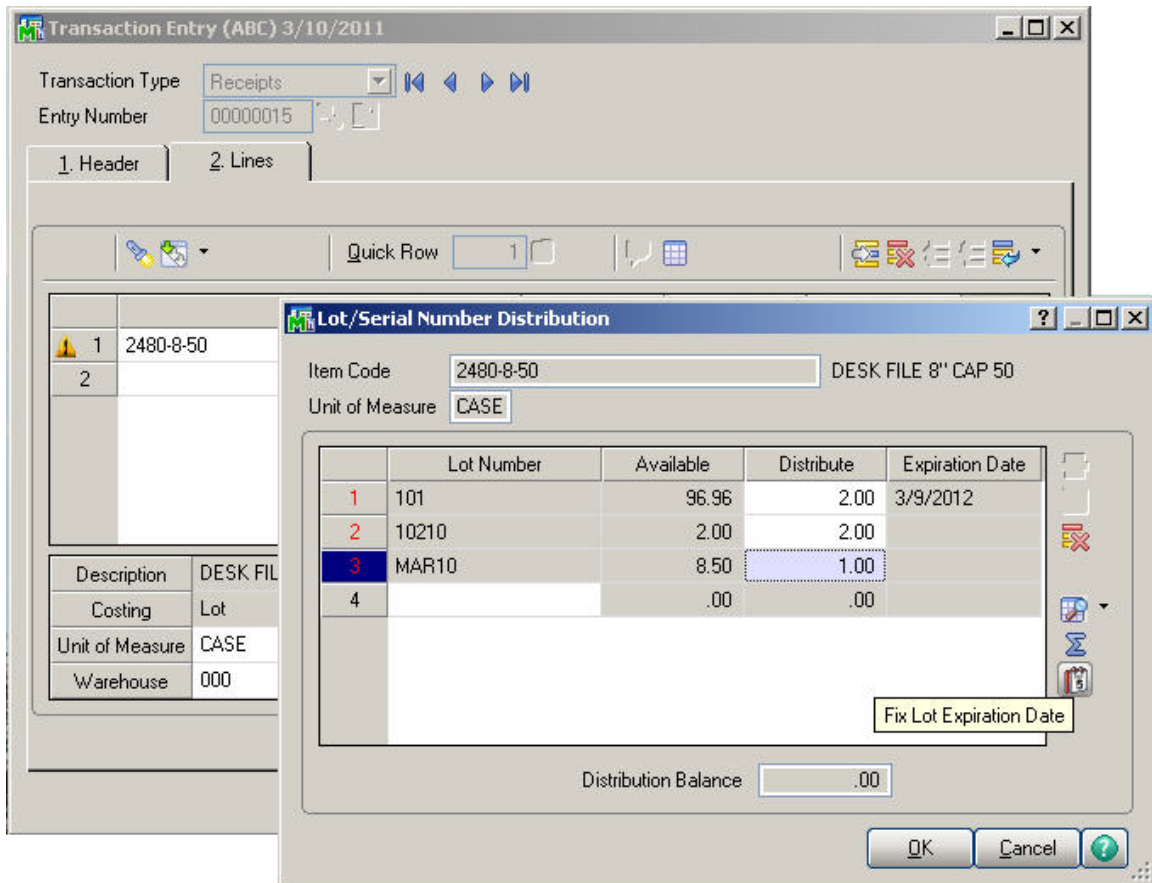 Transaction Entry (ABC) 3/10/2011
Transaction Type Receipts
Entry Number 00000015
1. Header 2. Lines
Quick Row 1
1 2480-8-50
2
Description DESK FIL
Costing Lot
Unit of Measure CASE
Warehouse 000
Lot/Serial Number Distribution
Item Code 2480-8-50 DESK FILE 8" CAP 50
Unit of Measure CASE
Lot Number Available Distribute Expiration Date
1 101 96.96 2.00 3/9/2012
2 10210 2.00 2.00
3 MAR10 8.50 1.00
4 .00 .00
Fix Lot Expiration Date
Distribution Balance .00
OK Cancel